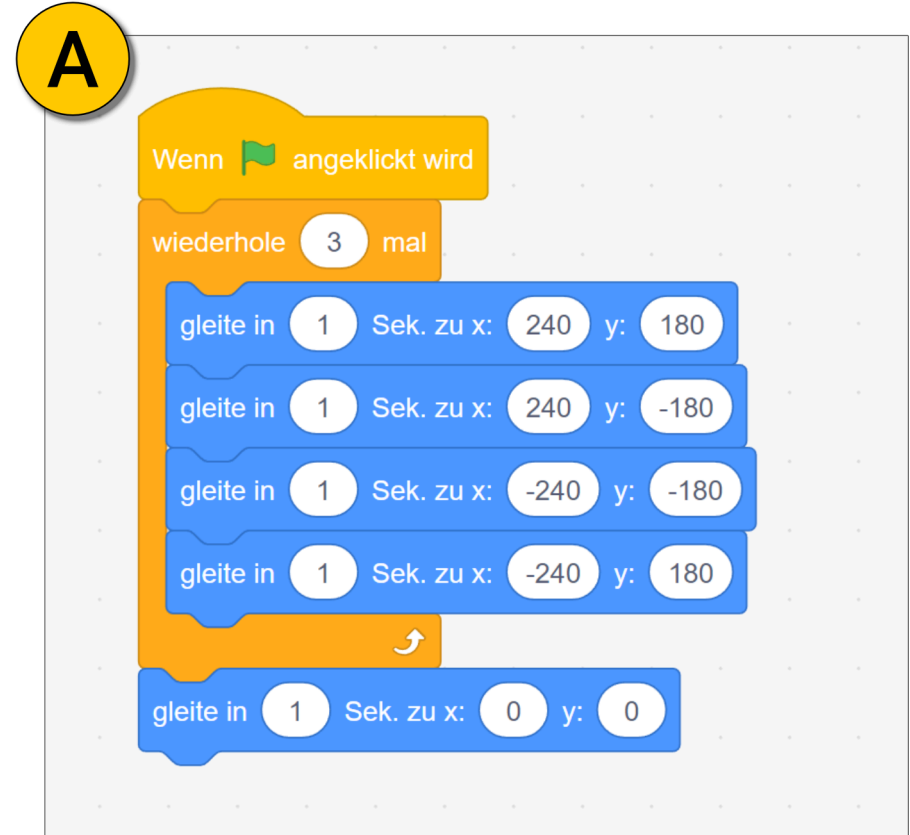 A
Wenn angeklickt wird
wiederhole 3 mal
gleite in 1 Sek. zu x: 240 y: 180
gleite in 1 Sek. zu x: 240 y: -180
gleite in 1 Sek. zu x: -240 y: -180
gleite in 1 Sek. zu x: -240 y: 180
gleite in 1 Sek. zu x: 0 y: 0